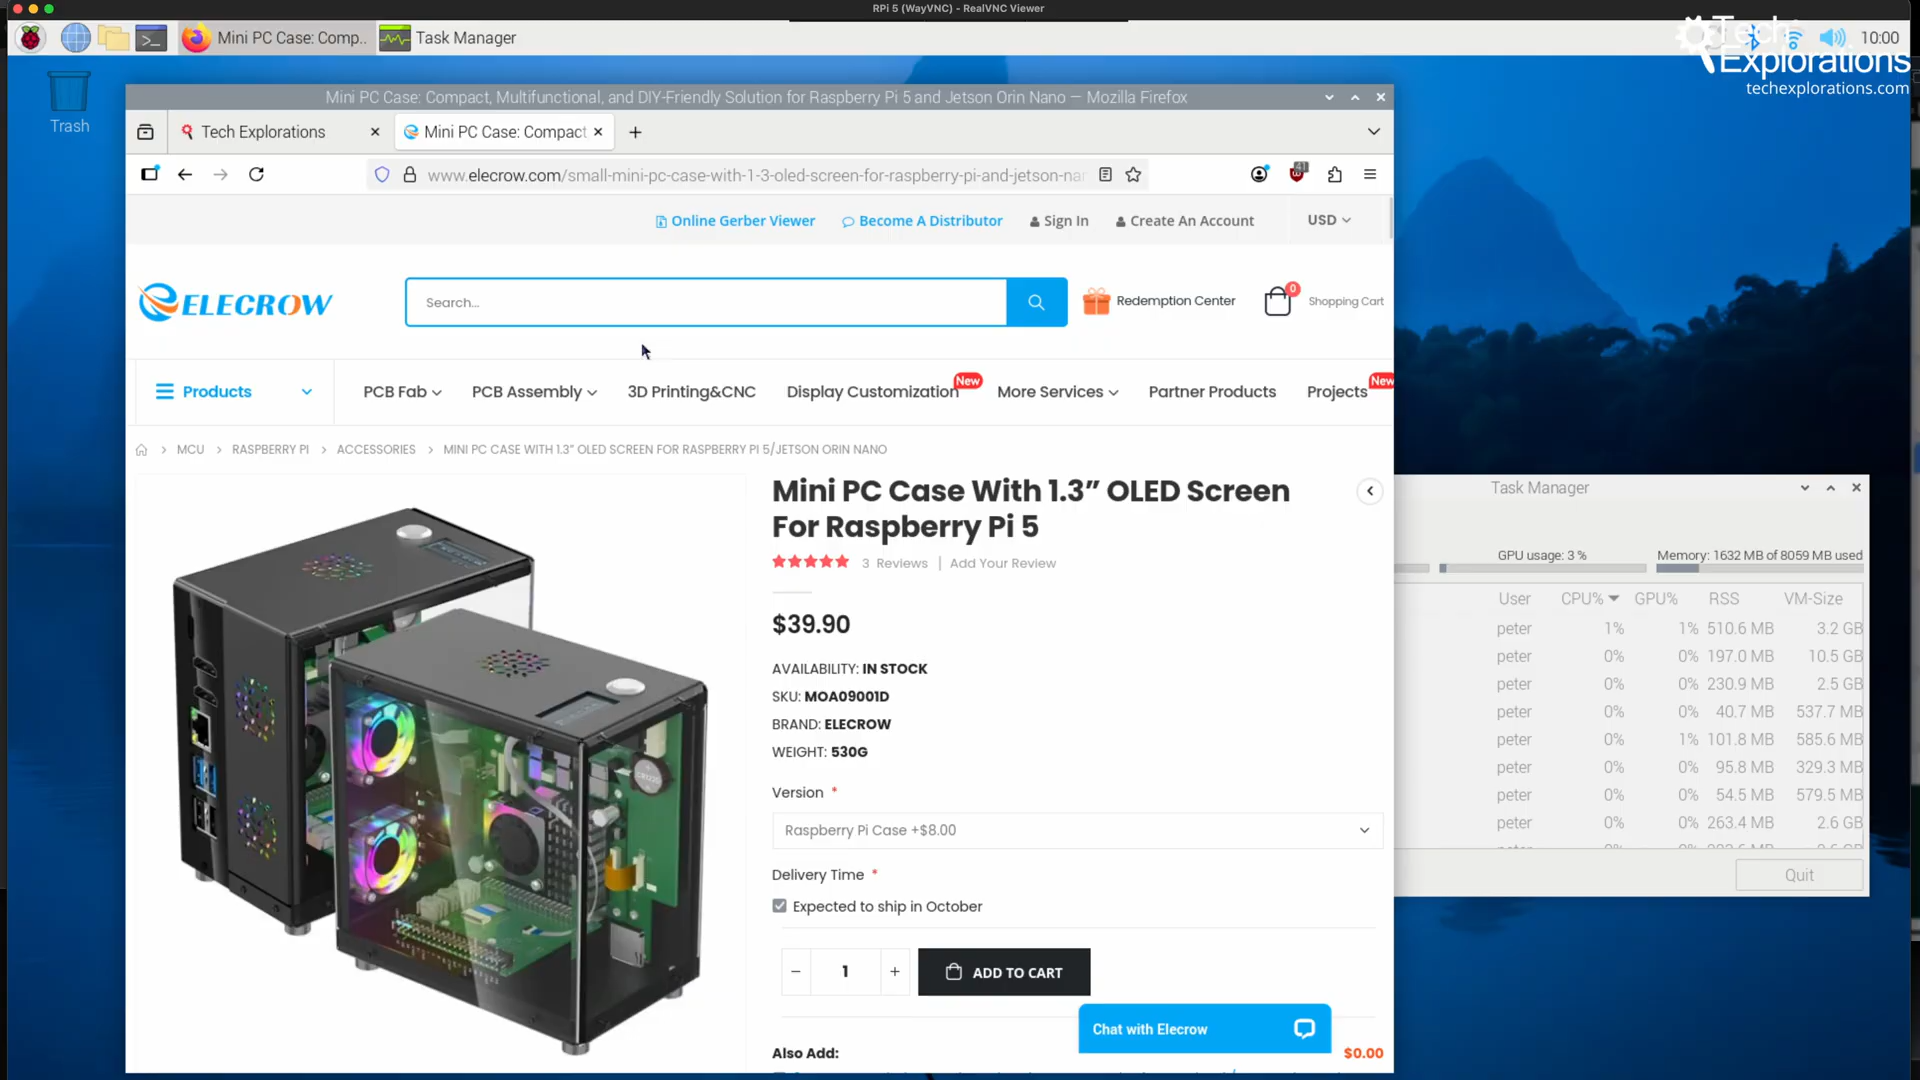 RPi 5 (WayVNC) - RealVNC Viewer
Mini PC Case: Comp..
Task Manager
10:00
Tech
Explorations
techexplorations.com
Trash
Mini PC Case: Compact, Multifunctional, and DIY-Friendly Solution for Raspberry Pi 5 and Jetson Orin Nano — Mozilla Firefox
Tech Explorations
Mini PC Case: Compact
www.elecrow.com/small-mini-pc-case-with-1-3-oled-screen-for-raspberry-pi-and-jetson-nar
Online Gerber Viewer
Become A Distributor
Sign In
Create An Account
USD
ELECROW
Search...
Redemption Center
0
Shopping Cart
Products
PCB Fab
PCB Assembly
3D Printing&CNC
Display Customization
New
More Services
Partner Products
Projects
New
MCU > RASPBERRY PI > ACCESSORIES > MINI PC CASE WITH 1.3” OLED SCREEN FOR RASPBERRY PI 5/JETSON ORIN NANO
Mini PC Case With 1.3” OLED Screen
For Raspberry Pi 5
3 Reviews | Add Your Review
$39.90
AVAILABILITY: IN STOCK
SKU: MOA09001D
BRAND: ELECROW
WEIGHT: 530G
Version *
Raspberry Pi Case +$8.00
Delivery Time *
Expected to ship in October
− 1 +
ADD TO CART
Chat with Elecrow
Also Add:
$0.00
Task Manager
GPU usage: 3 %
Memory: 1632 MB of 8059 MB used
User CPU% GPU% RSS VM-Size
peter 1% 1% 510.6 MB 3.2 GB
peter 0% 0% 197.0 MB 10.5 GB
peter 0% 0% 230.9 MB 2.5 GB
peter 0% 0% 40.7 MB 537.7 MB
peter 0% 1% 101.8 MB 585.6 MB
peter 0% 0% 95.8 MB 329.3 MB
peter 0% 0% 54.5 MB 579.5 MB
peter 0% 0% 263.4 MB 2.6 GB
Quit